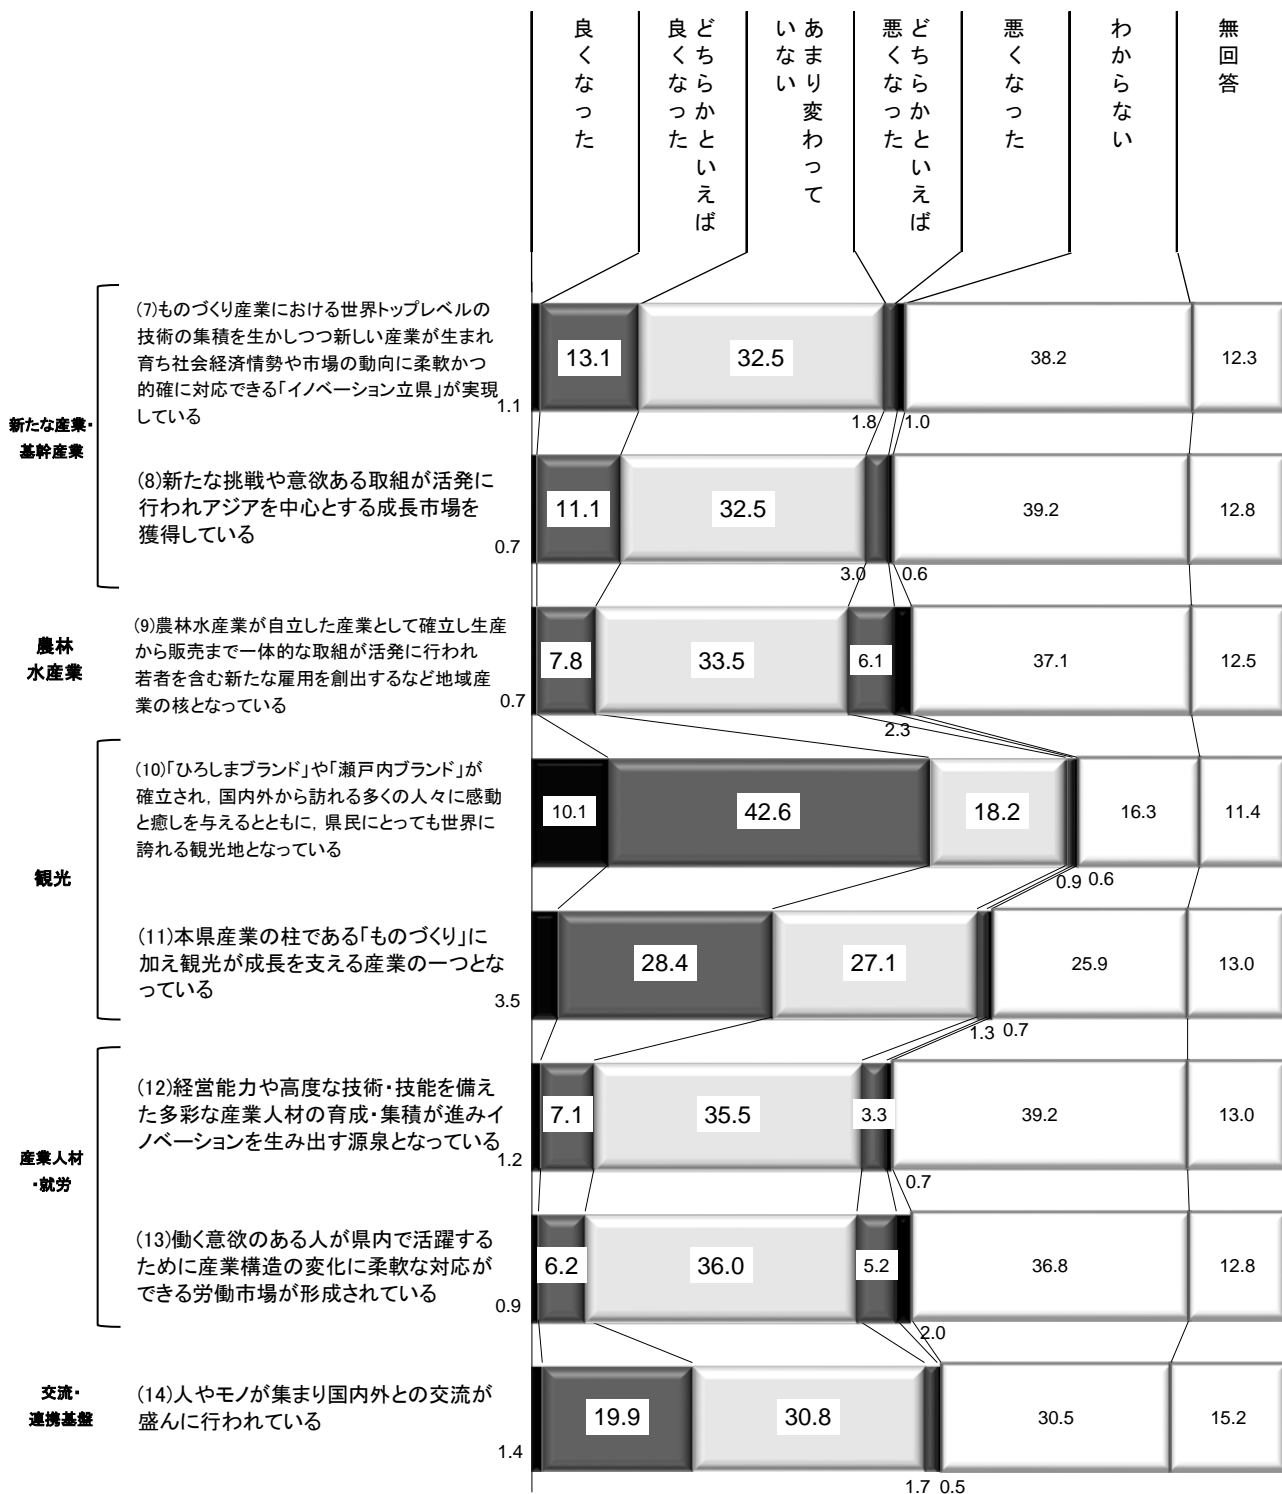 良くなった
どちらかといえば
良くなった
あまり変わって
いない
どちらかといえば
悪くなった
悪くなった
わからない
無回答
新たな産業・
基幹産業
(7)ものづくり産業における世界トップレベルの
技術の集積を生かしつつ新しい産業が生まれ
育ち社会経済情勢や市場の動向に柔軟かつ
的確に対応できる「イノベーション立県」が実現
している
1.1
13.1
32.5
1.8
1.0
38.2
12.3
(8)新たな挑戦や意欲ある取組が活発に
行われアジアを中心とする成長市場を
獲得している
0.7
11.1
32.5
3.0
0.6
39.2
12.8
農林
水産業
(9)農林水産業が自立した産業として確立し生産
から販売まで一体的な取組が活発に行われ
若者を含む新たな雇用を創出するなど地域産
業の核となっている
0.7
7.8
33.5
6.1
2.3
37.1
12.5
観光
(10)「ひろしまブランド」や「瀬戸内ブランド」が
確立され，国内外から訪れる多くの人々に感動
と癒しを与えるとともに，県民にとっても世界に
誇れる観光地となっている
10.1
42.6
18.2
0.9
0.6
16.3
11.4
(11)本県産業の柱である「ものづくり」に
加え観光が成長を支える産業の一つとな
っている
3.5
28.4
27.1
1.3
0.7
25.9
13.0
産業人材
・就労
(12)経営能力や高度な技術・技能を備え
た多彩な産業人材の育成・集積が進みイ
ノベーションを生み出す源泉となっている
1.2
7.1
35.5
3.3
0.7
39.2
13.0
(13)働く意欲のある人が県内で活躍する
ために産業構造の変化に柔軟な対応が
できる労働市場が形成されている
0.9
6.2
36.0
5.2
2.0
36.8
12.8
交流・
連携基盤
(14)人やモノが集まり国内外との交流が
盛んに行われている
1.4
19.9
30.8
1.7
0.5
30.5
15.2